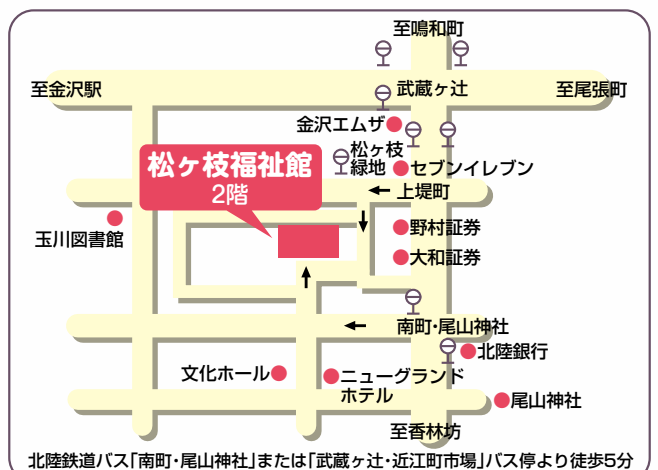 至鳴和町
至金沢駅
武蔵ヶ辻
至尾張町
金沢エムザ
松ヶ枝
緑地
セブンイレブン
松ヶ枝福祉館
2階
上堤町
玉川図書館
野村証券
大和証券
南町・尾山神社
北陸銀行
文化ホール
ニューグランド
ホテル
尾山神社
至香林坊
北陸鉄道バス「南町・尾山神社」または「武蔵ヶ辻・近江町市場」バス停より徒歩5分